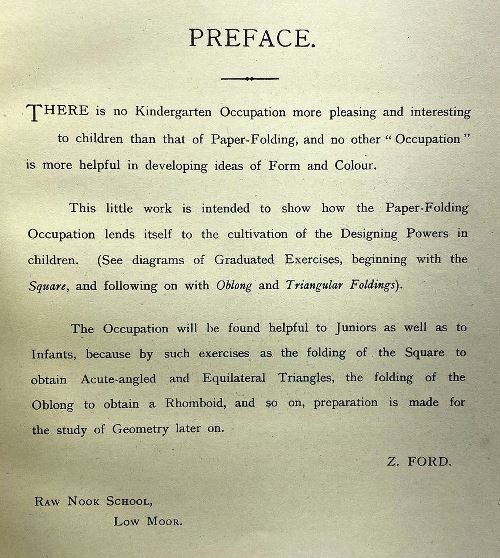 PREFACE.
THERE is no Kindergarten Occupation more pleasing and interesting
to children than that of Paper-Folding, and no other "Occupation"
is more helpful in developing ideas of Form and Colour.
This little work is intended to show how the Paper-Folding
Occupation lends itself to the cultivation of the Designing Powers in
children. (See diagrams of Graduated Exercises, beginning with the
Square, and following on with Oblong and Triangular Foldings).
The Occupation will be found helpful to Juniors as well as to
Infants, because by such exercises as the folding of the Square to
obtain Acute-angled and Equilateral Triangles, the folding of the
Oblong to obtain a Rhomboid, and so on, preparation is made for
the study of Geometry later on.
Z. FORD.
RAW NOOK SCHOOL,
LOW MOOR.